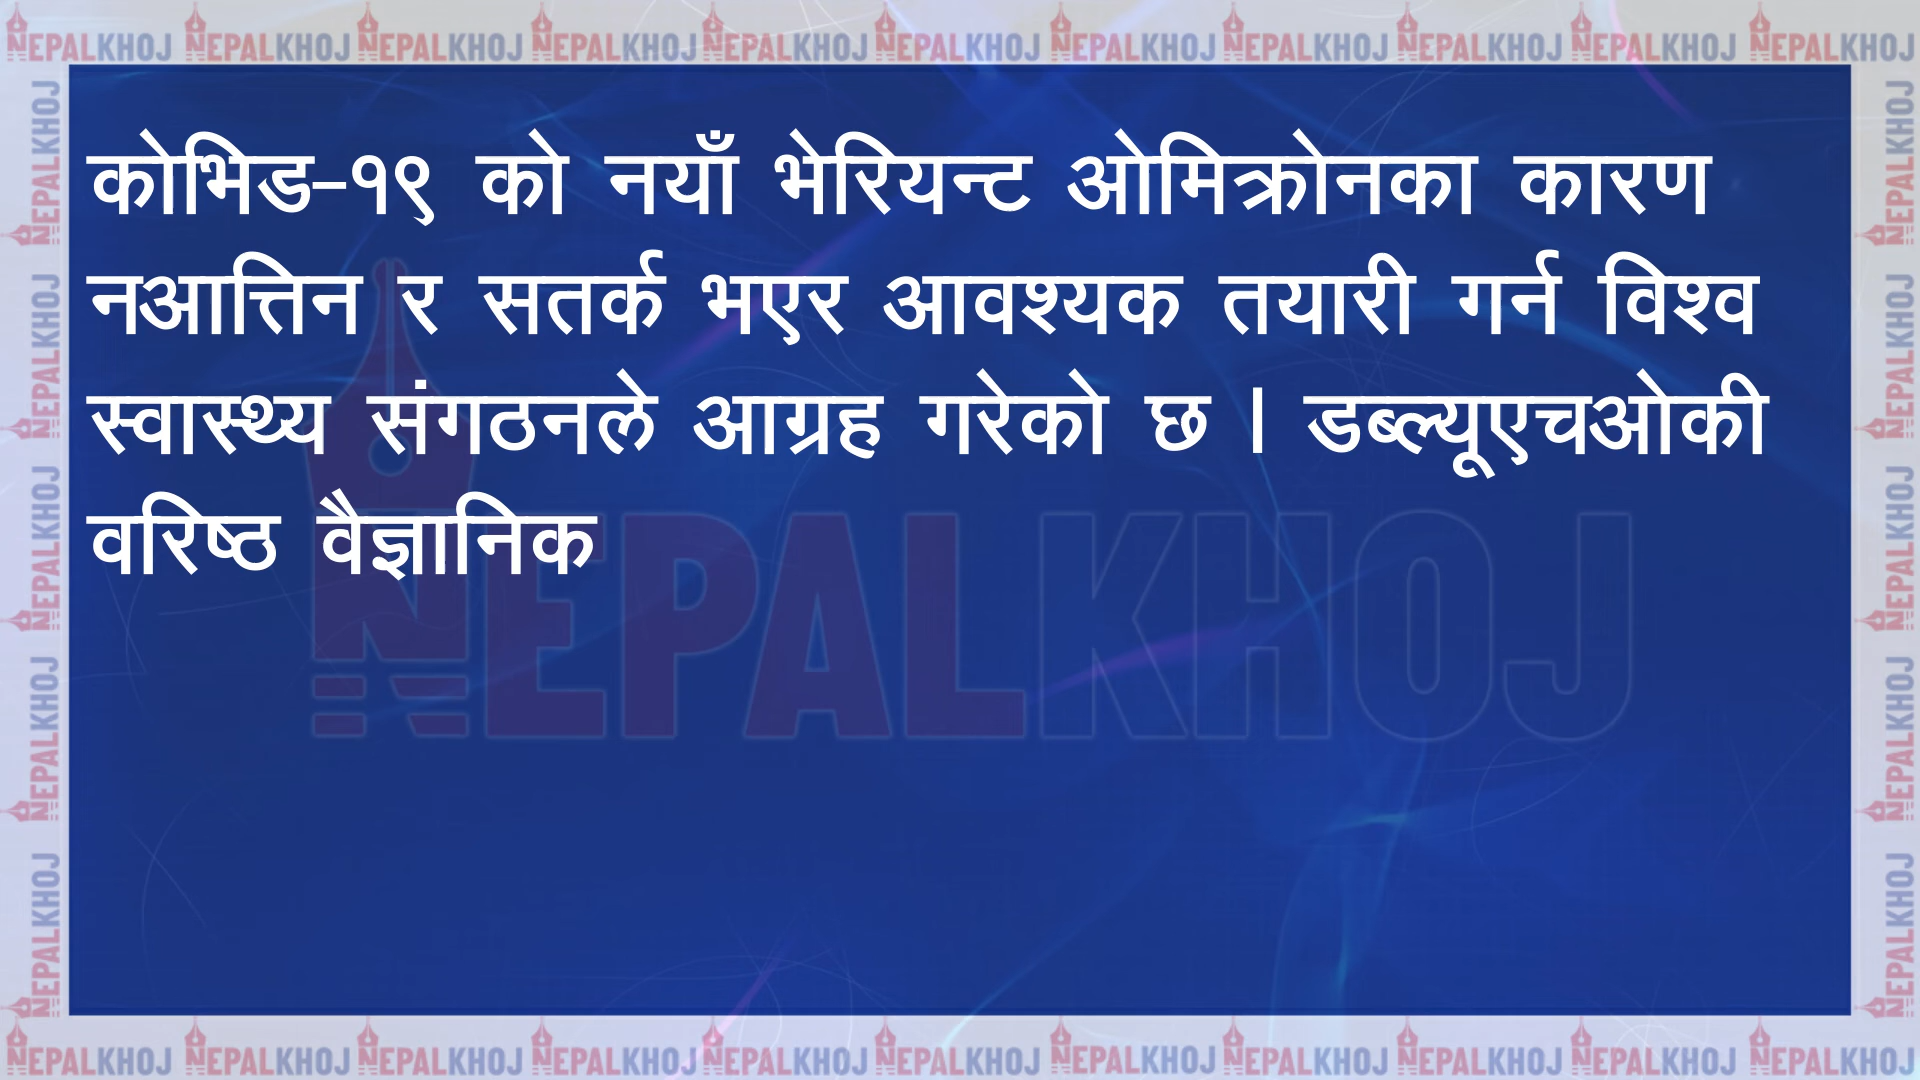 कोभिड-१९ को नयाँ भेरियन्ट ओमिक्रोनका कारण
नआत्तिन र सतर्क भएर आवश्यक तयारी गर्न विश्व
स्वास्थ्य संगठनले आग्रह गरेको छ । डब्ल्यूएचओकी
वरिष्ठ वैज्ञानिक
NEPALKHOJ